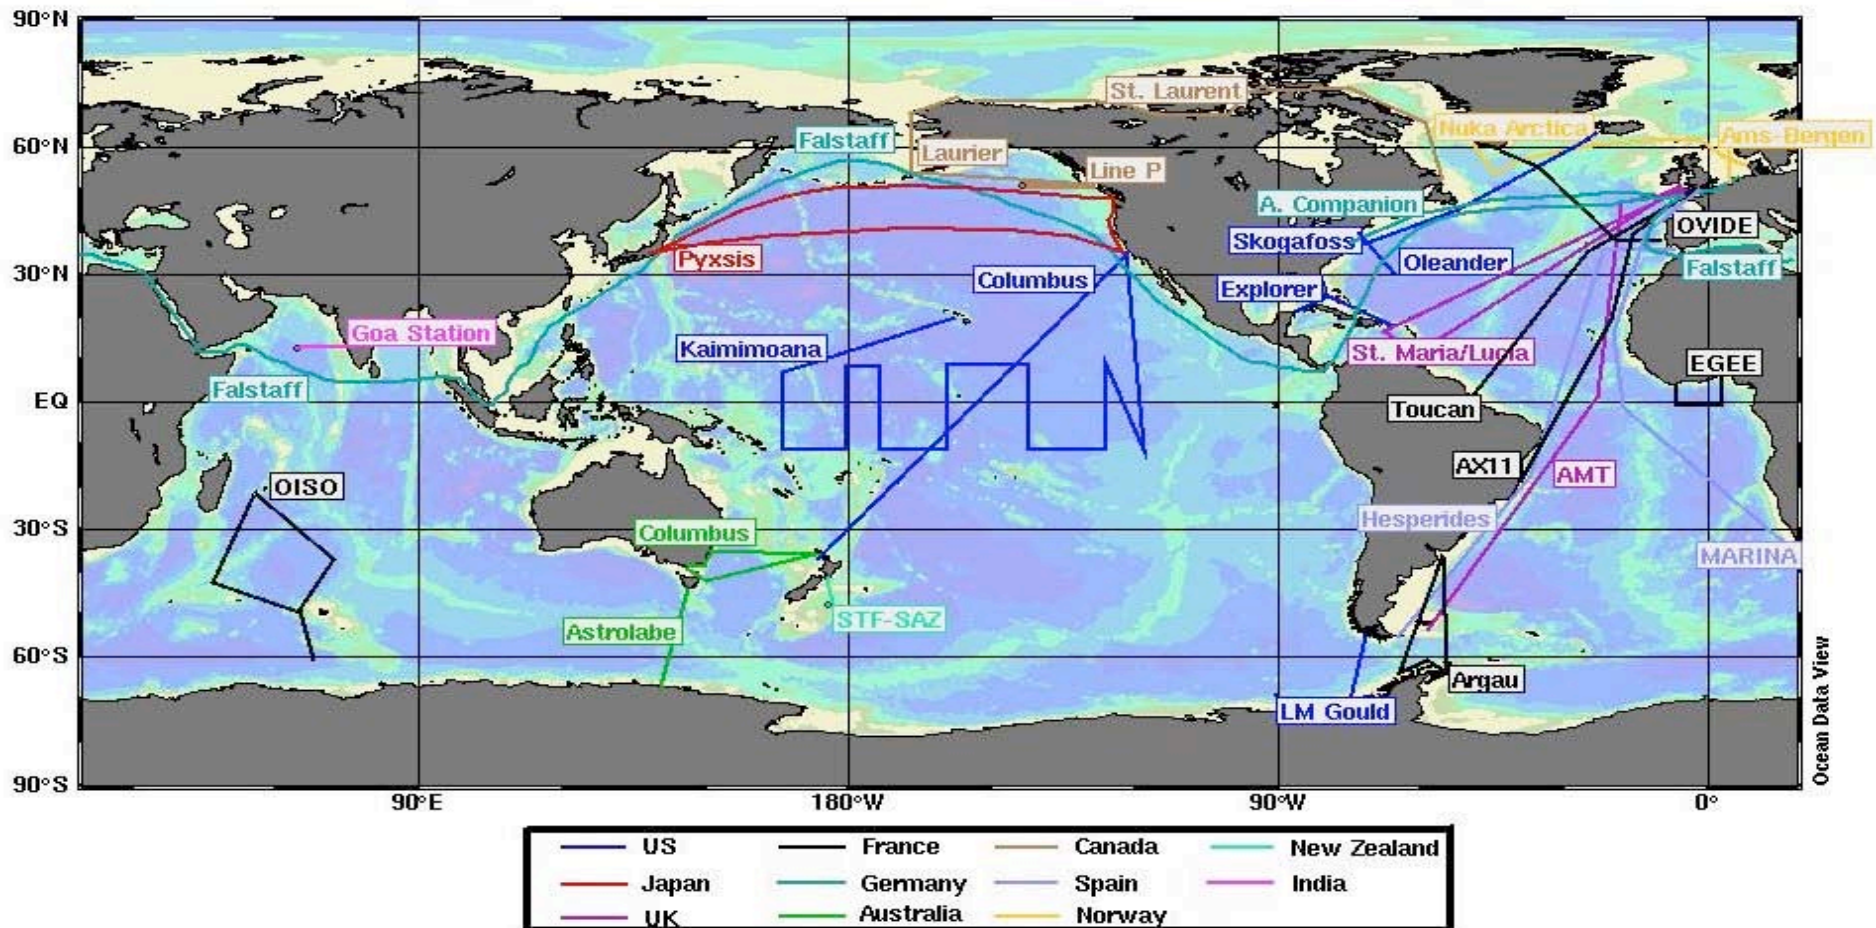 90°N
St. Laurent
Nuka Arctica
Ams-Bergen
Falstaff
60°N
Laurier
Line P
A. Companion
OVIDE
Skogafoss
Pyxsis
Oleander
Falstaff
30°N
Columbus
Explorer
Goa Station
Kaimimoana
St. Maria/Lucia
EGEE
Falstaff
EQ
Toucan
AX11
AMT
OISO
Hesperides
30°S
Columbus
MARINA
STF-SAZ
Astrolabe
60°S
Argau
LM Gould
90°S
90°E
180°W
90°W
0°
Ocean Data View
US
France
Canada
New Zealand
Japan
Germany
Spain
India
UK
Australia
Norway